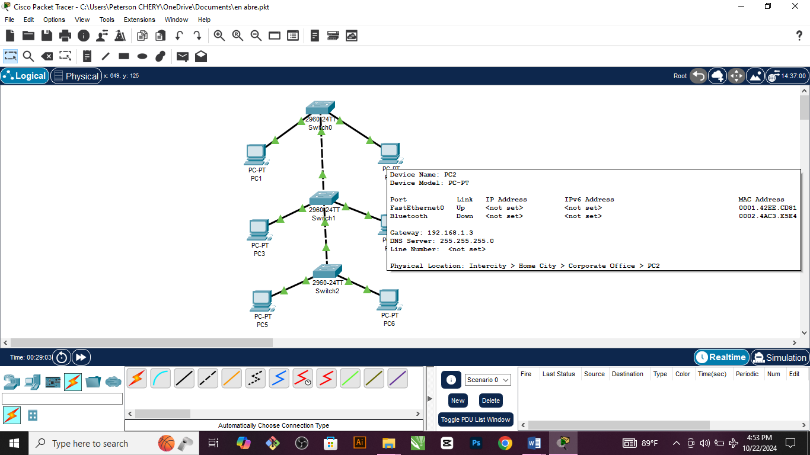 Cisco Packet Tracer - C:\Users\Peterson CHERY\OneDrive\Documents\en abre.pkt
File Edit Options View Tools Extensions Window Help
Logical Physical x: 049, y: 125 Root 14:37:00
2960-24TT
Switch0
PC-PT
PC1
Device Name: PC2
Device Model: PC-PT
Port Link IP Address IPv6 Address MAC Address
FastEthernet0 Up <not set> <not set> 0001.42EE.CD81
Bluetooth Down <not set> <not set> 0002.4AC3.E5E4
Gateway: 192.168.1.3
DNS Server: 255.255.255.0
Line Number: <not set>
Physical Location: Intercity > Home City > Corporate Office > PC2
2960-24TT
Switch1
PC-PT
PC3
2960-24TT
Switch2
PC-PT
PC5
PC-PT
PC6
Time: 00:29:03 Realtime Simulation
Scenario 0
New Delete
Toggle PDU List Window
Fire Last Status Source Destination Type Color Time(sec) Periodic Num Edit
Automatically Choose Connection Type
Type here to search
89°F
4:53 PM
10/22/2024